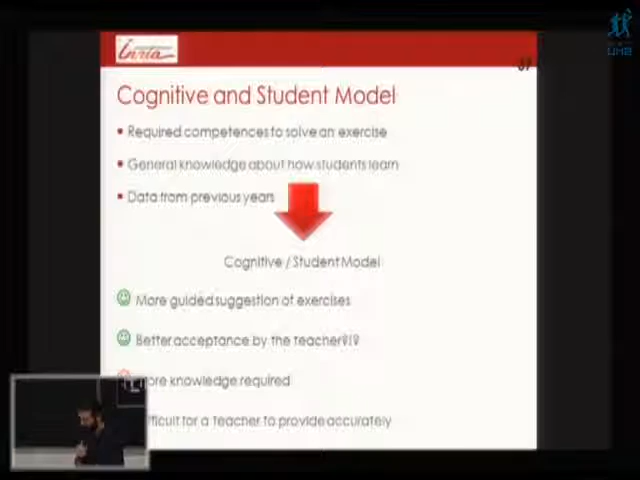 Inria
37
Cognitive and Student Model
Required competences to solve an exercise
General knowledge about how students learn
Data from previous years
Cognitive / Student Model
More guided suggestion of exercises
Better acceptance by the teacher?!?
knowledge required
for a Teacher to provide accurately